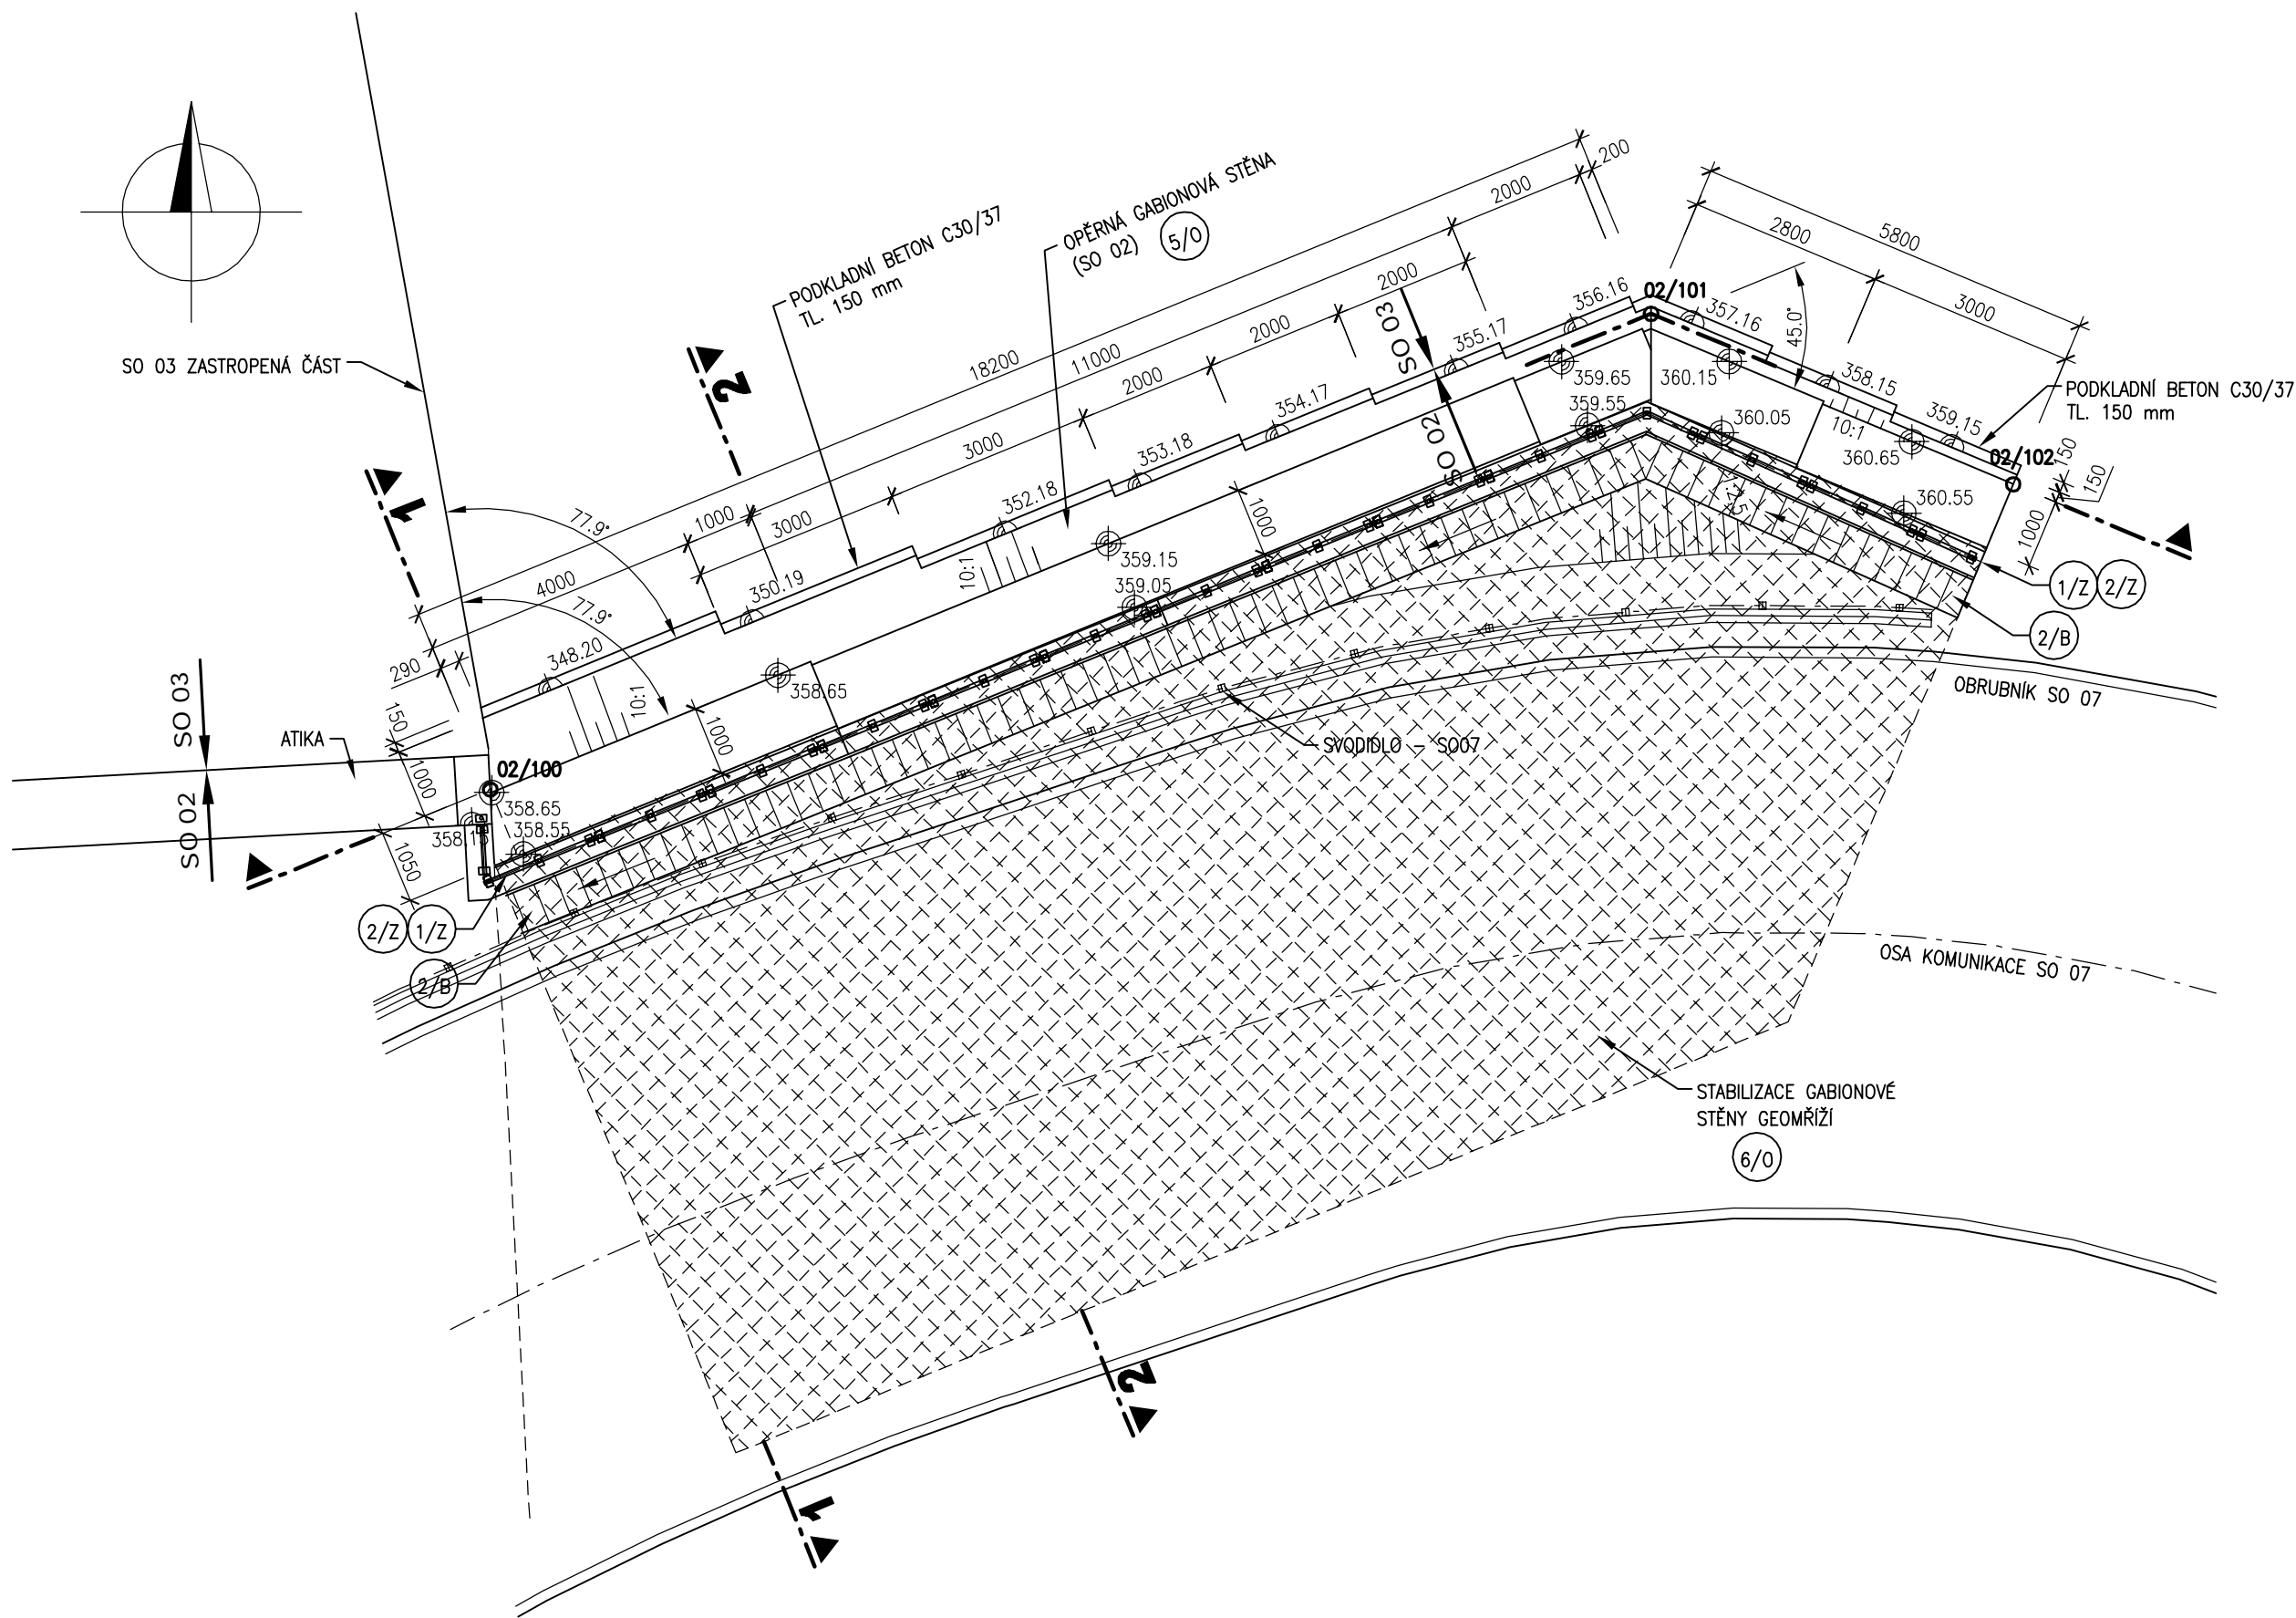 200
2000
18200
11000
2000
2000
2000
3000
3000
1000
4000
290
5800
2800
3000
OPĚRNÁ GABIONOVÁ STĚNA
(SO 02)
5/O
PODKLADNÍ BETON C30/37
TL. 150 mm
SO 03 ZASTROPENÁ ČÁST
2
1
77.9°
77.9°
45.0°
02/101
356.16
357.16
355.17
354.17
353.18
352.18
350.19
348.20
358.15
359.15
SO 03
SO 02
PODKLADNÍ BETON C30/37
TL. 150 mm
359.65
359.55
360.15
360.05
10:1
360.65
360.55
02/102
150
150
1000
1:1.25
1000
10:1
359.15
359.05
10:1
358.65
1000
1/Z
2/Z
2/B
OBRUBNÍK SO 07
SVODIDLO – SO07
SO 03
SO 02
ATIKA
150
1000
1050
02/100
358.65
358.55
358.15
2/Z
1/Z
2/B
OSA KOMUNIKACE SO 07
STABILIZACE GABIONOVÉ
STĚNY GEOMŘÍŽÍ
6/O
2
1